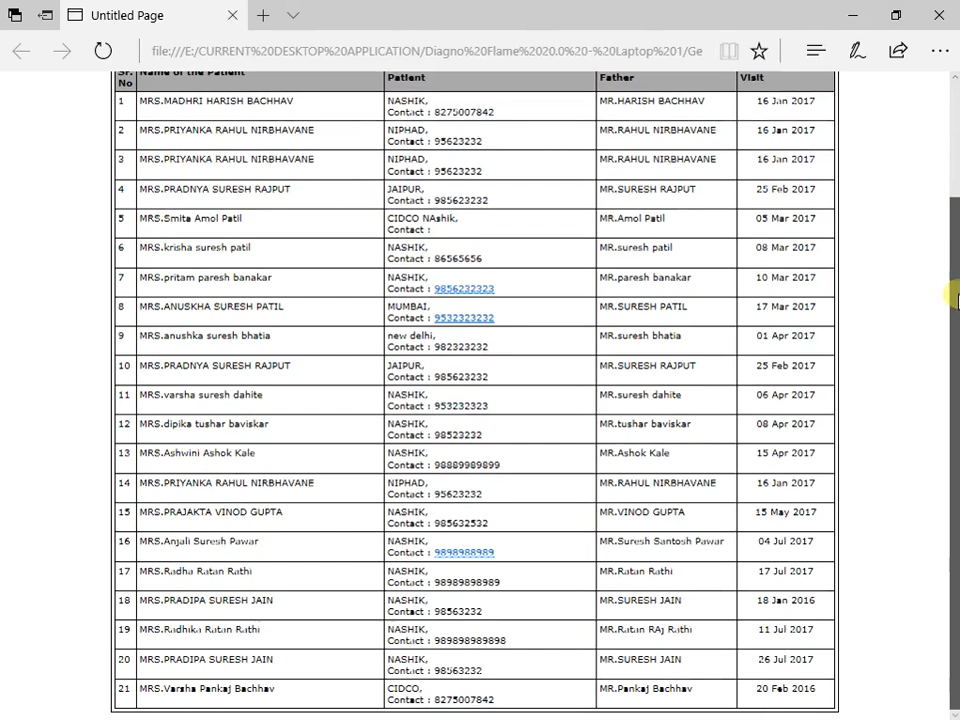 Untitled Page
file:///E:/CURRENT%20DESKTOP%20APPLICATION/Diagno%20Flame%2020.0%20-%20Laptop%201/Ge
Sr. No Name of the Patient Patient Father Visit
1 MRS.MADHRI HARISH BACHHAV NASHIK, MR.HARISH BACHHAV 16 Jan 2017
Contact : 8275007842
2 MRS.PRIYANKA RAHUL NIRBHAVANE NIPHAD, MR.RAHUL NIRBHAVANE 16 Jan 2017
Contact : 95623232
3 MRS.PRIYANKA RAHUL NIRBHAVANE NIPHAD, MR.RAHUL NIRBHAVANE 16 Jan 2017
Contact : 95623232
4 MRS.PRADNYA SURESH RAJPUT JAIPUR, MR.SURESH RAJPUT 25 Feb 2017
Contact : 985623232
5 MRS.Smita Amol Patil CIDCO NAshik, MR.Amol Patil 05 Mar 2017
Contact :
6 MRS.krisha suresh patil NASHIK, MR.suresh patil 08 Mar 2017
Contact : 86565656
7 MRS.pritam paresh banakar NASHIK, MR.paresh banakar 10 Mar 2017
Contact : 9856232323
8 MRS.ANUSKHA SURESH PATIL MUMBAI, MR.SURESH PATIL 17 Mar 2017
Contact : 9532323232
9 MRS.anushka suresh bhatia new delhi, MR.suresh bhatia 01 Apr 2017
Contact : 982323232
10 MRS.PRADNYA SURESH RAJPUT JAIPUR, MR.SURESH RAJPUT 25 Feb 2017
Contact : 985623232
11 MRS.varsha suresh dahite NASHIK, MR.suresh dahite 06 Apr 2017
Contact : 953232323
12 MRS.dipika tushar baviskar NASHIK, MR.tushar baviskar 08 Apr 2017
Contact : 98523232
13 MRS.Ashwini Ashok Kale NASHIK, MR.Ashok Kale 15 Apr 2017
Contact : 98889989899
14 MRS.PRIYANKA RAHUL NIRBHAVANE NIPHAD, MR.RAHUL NIRBHAVANE 16 Jan 2017
Contact : 95623232
15 MRS.PRAJAKTA VINOD GUPTA NASHIK, MR.VINOD GUPTA 15 May 2017
Contact : 985632532
16 MRS.Anjali Suresh Pawar NASHIK, MR.Suresh Santosh Pawar 04 Jul 2017
Contact : 9898988989
17 MRS.Radha Ratan Rathi NASHIK, MR.Ratan Rathi 17 Jul 2017
Contact : 98989898989
18 MRS.PRADIPA SURESH JAIN NASHIK, MR.SURESH JAIN 18 Jan 2016
Contact : 98563232
19 MRS.Radhika Ratan Rathi NASHIK, MR.Ratan RAj Rathi 11 Jul 2017
Contact : 989898989898
20 MRS.PRADIPA SURESH JAIN NASHIK, MR.SURESH JAIN 26 Jul 2017
Contact : 98563232
21 MRS.Varsha Pankaj Bachhav CIDCO, MR.Pankaj Bachhav 20 Feb 2016
Contact : 8275007842